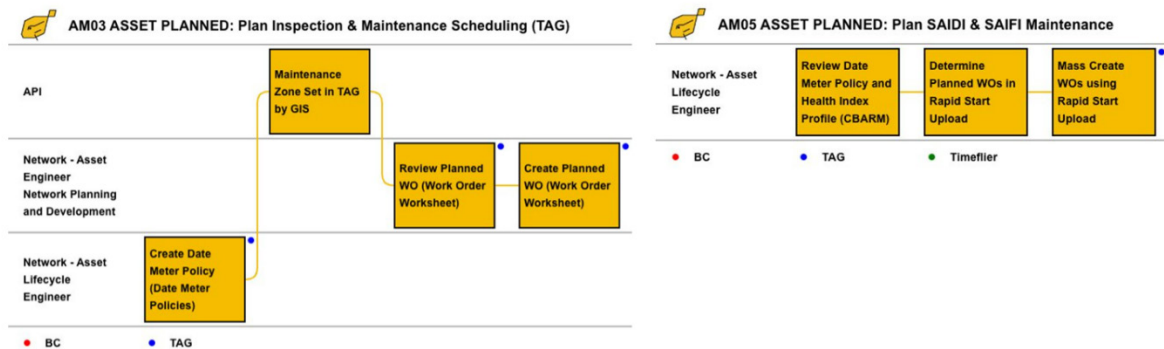 AM03 ASSET PLANNED: Plan Inspection & Maintenance Scheduling (TAG)
API
Maintenance
Zone Set in TAG
by GIS
Network - Asset
Engineer
Network Planning
and Development
Review Planned
WO (Work Order
Worksheet)
Create Planned
WO (Work Order
Worksheet)
Network - Asset
Lifecycle
Engineer
Create Date
Meter Policy
(Date Meter
Policies)
BC
TAG
AM05 ASSET PLANNED: Plan SAIDI & SAIFI Maintenance
Network - Asset
Lifecycle
Engineer
Review Date
Meter Policy and
Health Index
Profile (CBARM)
Determine
Planned WOs in
Rapid Start
Upload
Mass Create
WOs using
Rapid Start
Upload
BC
TAG
Timeflier